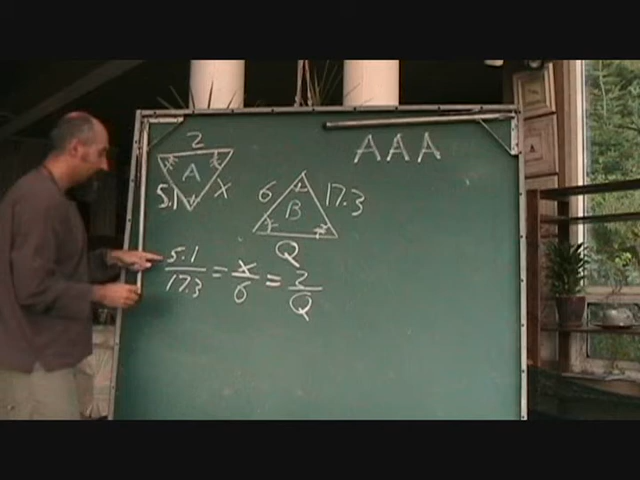 AAA
2
A
5.1 x
6 17.3
B
Q
5.1/17.3 = x/6 = 2/Q